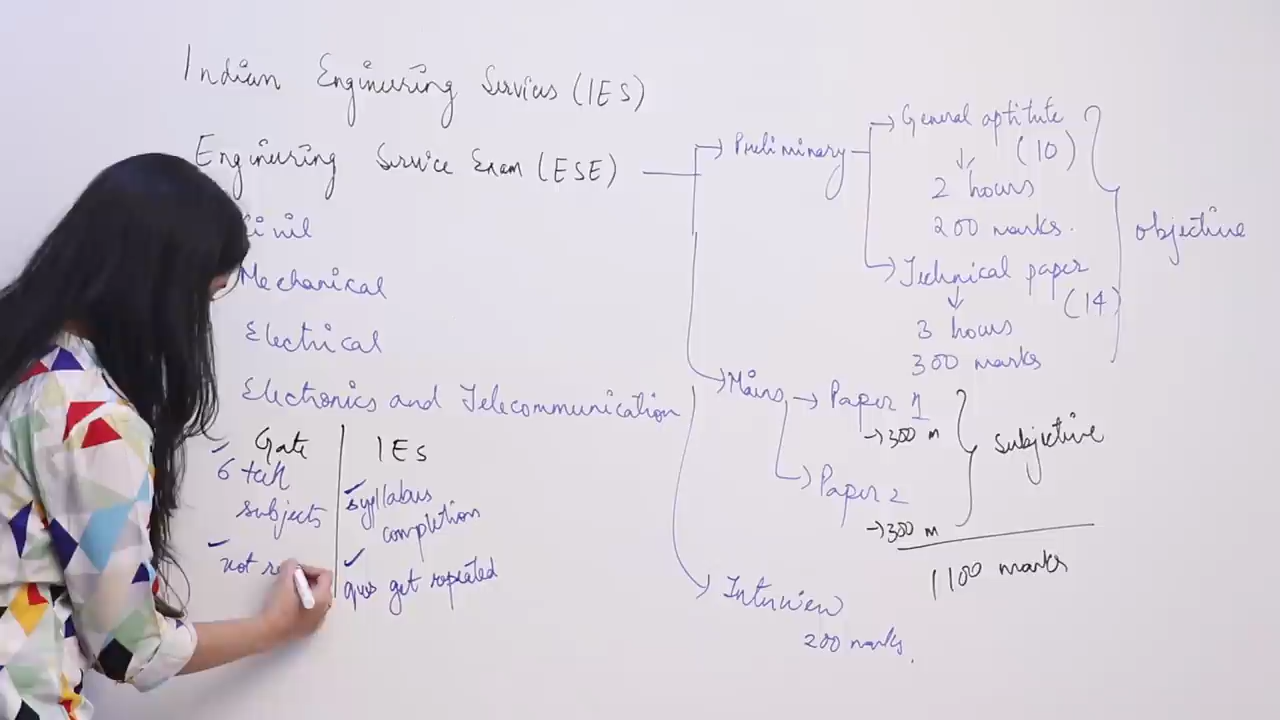 Indian Engineering Services (IES)
Engineering Service Exam (ESE)
Mechanical
Electrical
Electronics and Telecommunication
Gate
6 tech
subjects
not
IES
syllabus
completion
ques get repeated
Preliminary
General aptitute
(10)
2 hours
200 marks.
Technical paper
(14)
3 hours
300 marks
objective
Mains
Paper 1
300 m
Paper 2
300 m
subjective
1100 marks
Interview
200 marks.